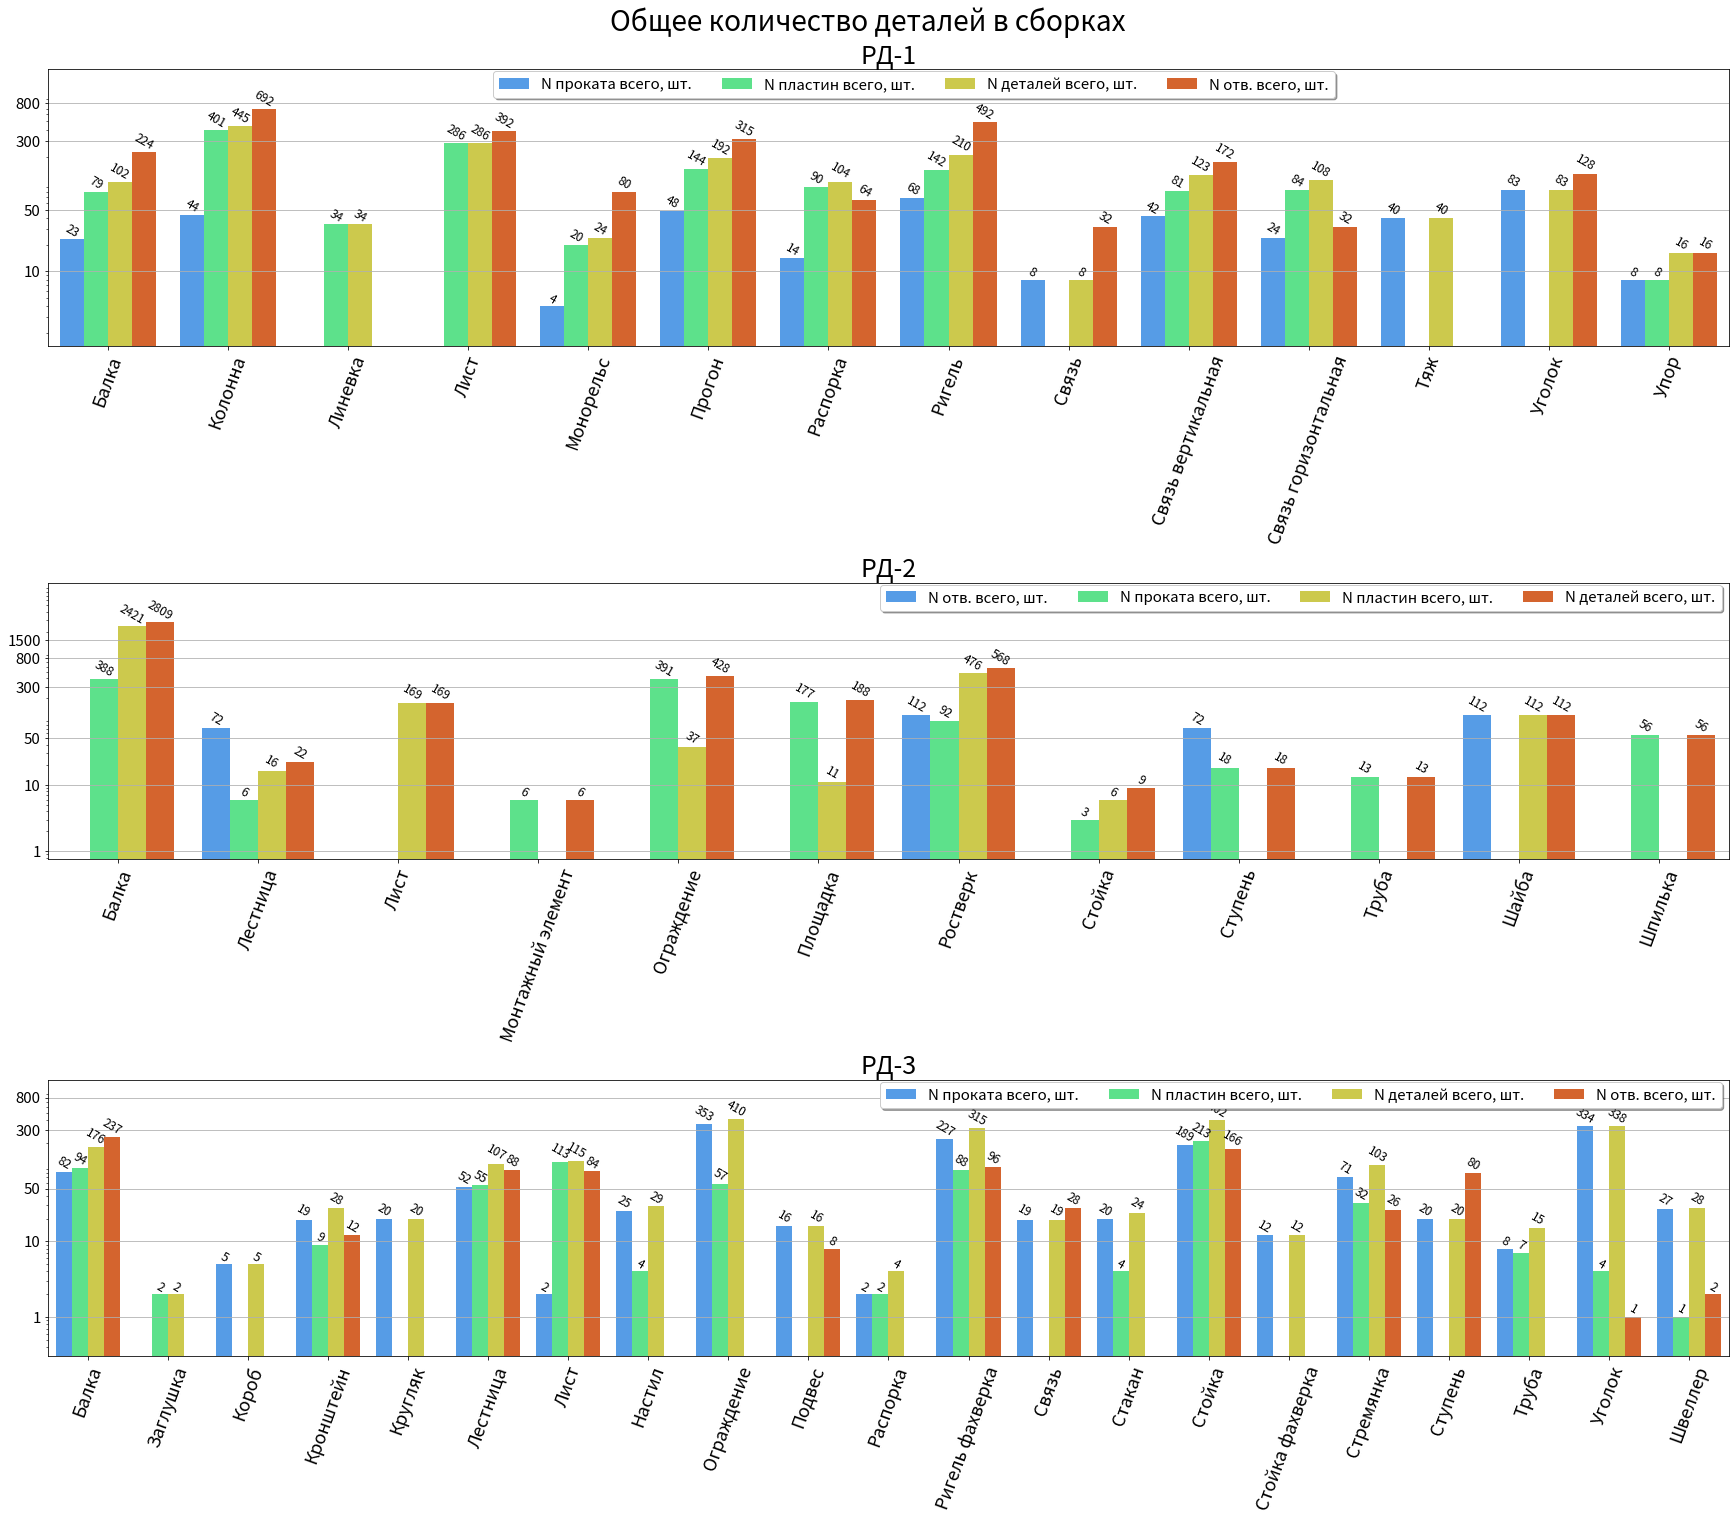 Общее количество деталей в сборках
РД-1
N проката всего, шт. N пластин всего, шт. N деталей всего, шт. N отв. всего, шт.
800
300
50
10
23 79 102 224
44 401 445 692
34 34
286 286 392
4 20 24 80
48 144 192 315
14 90 104 64
68 142 210 492
8 8 32
42 81 123 172
24 84 108 32
40 40
83 83 128
8 8 16 16
Балка Колонна Линевка Лист Монорельс Прогон Распорка Ригель Связь Связь вертикальная Связь горизонтальная Тяж Уголок Упор
РД-2
N отв. всего, шт. N проката всего, шт. N пластин всего, шт. N деталей всего, шт.
1500
800
300
50
10
1
388 2421 2809
72 6 16 22
169 169
6 6
391 37 428
177 11 188
112 92 476 568
3 6 9
72 18 18
13 13
112 112 112
56 56
Балка Лестница Лист Монтажный элемент Ограждение Площадка Ростверк Стойка Ступень Труба Шайба Шпилька
РД-3
N проката всего, шт. N пластин всего, шт. N деталей всего, шт. N отв. всего, шт.
800
300
50
10
1
82 94 176 237
2 2
5 5
19 9 28 12
20 20
52 55 107 88
2 113 115 84
25 4 29
353 57 410
16 16 8
2 2 4
227 88 315 96
19 19 28
20 4 24
189 213 166
12 12
71 32 103 26
20 20 80
8 7 15
334 4 338 1
27 1 28 2
Балка Заглушка Короб Кронштейн Кругляк Лестница Лист Настил Ограждение Подвес Распорка Ригель фахверка Связь Стакан Стойка Стойка фахверка Стремянка Ступень Труба Уголок Швеллер